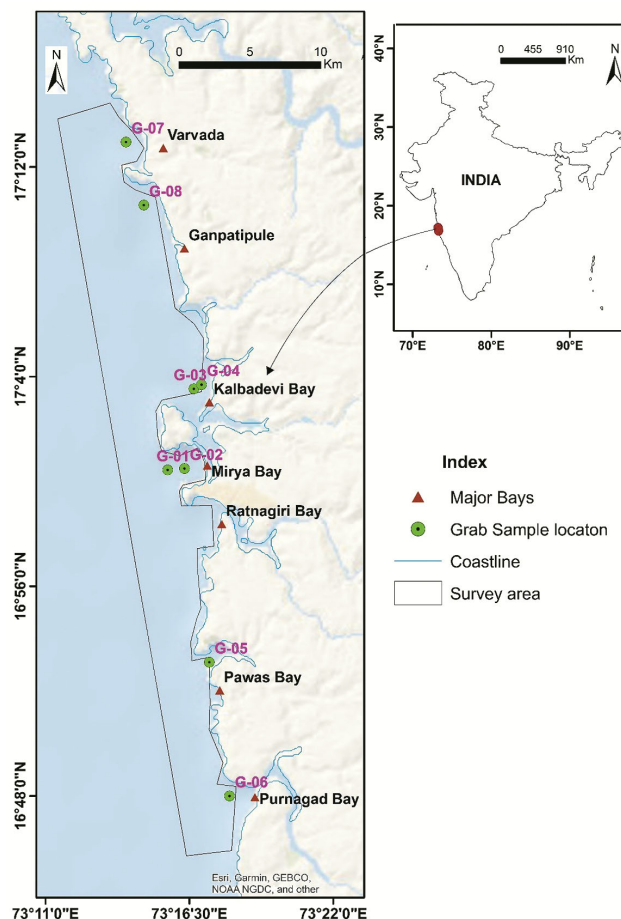 0 5 10
Km
N
G-07
Varvada
G-08
Ganpatipule
G-03
G-04
Kalbadevi Bay
G-01
G-02
Mirya Bay
Ratnagiri Bay
G-05
Pawas Bay
G-06
Purnagad Bay
Esri, Garmin, GEBCO,
NOAA NGDC, and other
17°12'0"N
17°4'0"N
16°56'0"N
16°48'0"N
73°11'0"E
73°16'30"E
73°22'0"E
0 455 910
Km
N
INDIA
40°N
30°N
20°N
10°N
70°E
80°E
90°E
Index
Major Bays
Grab Sample locaton
Coastline
Survey area